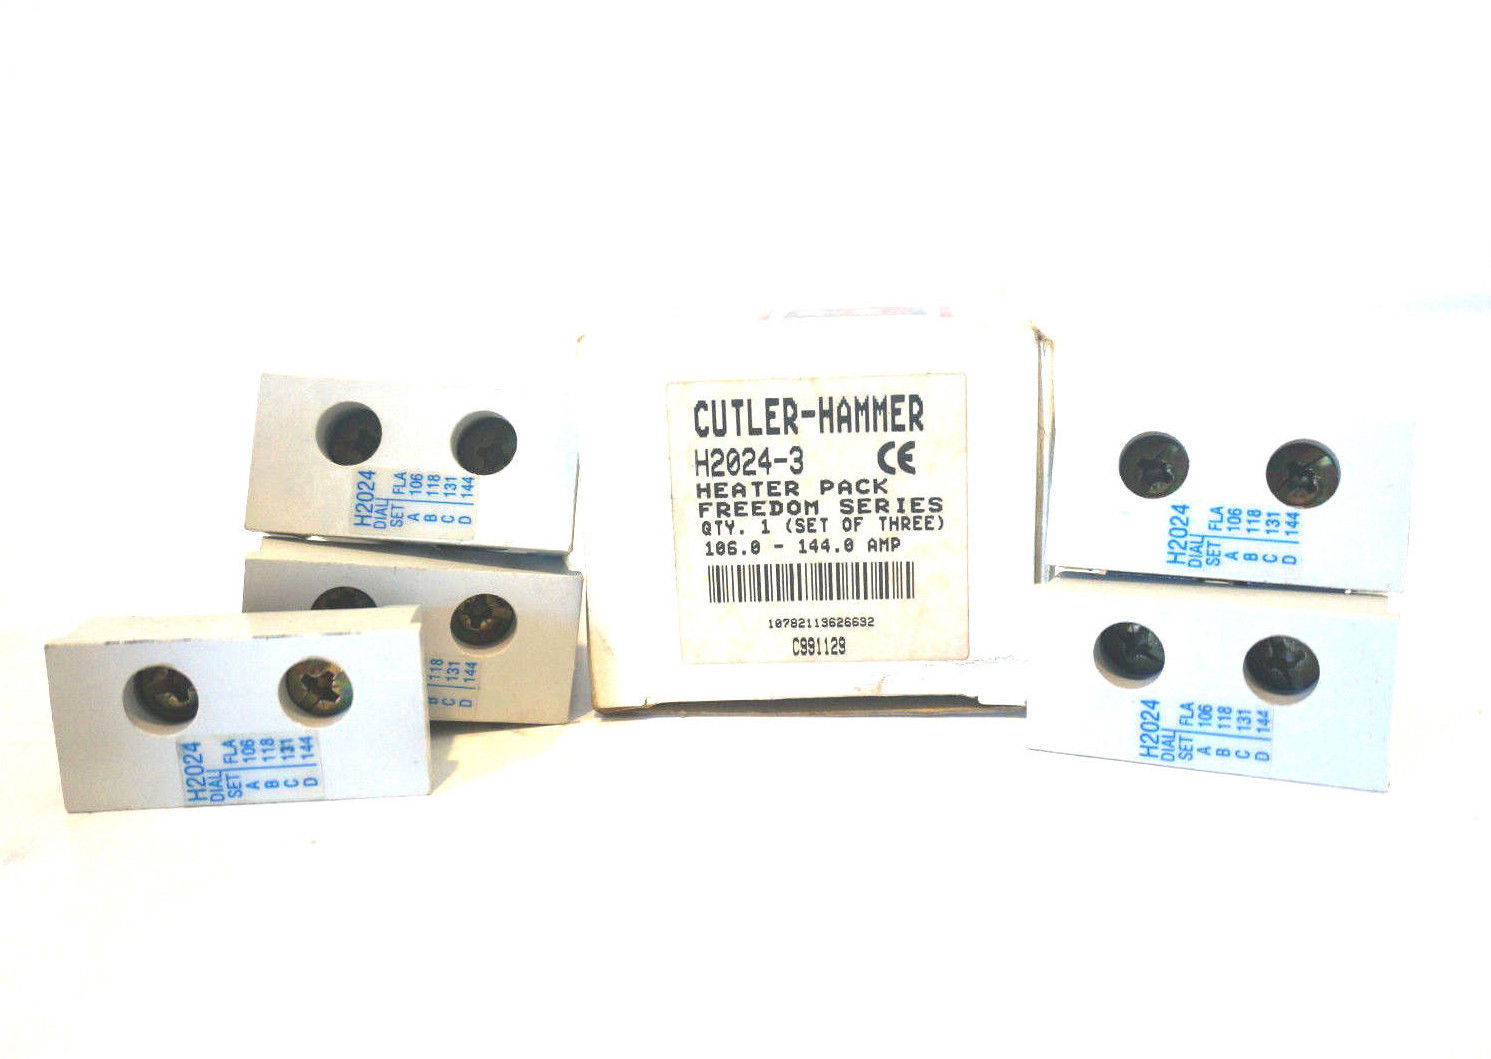 CUTLER-HAMMER
H2024-3 CE
HEATER PACK
FREEDOM SERIES
QTY. 1 (SET OF THREE)
106.0 - 144.0 AMP
10782113626692
C991129
H2024
DIAL
SET FLA
A 106
B 118
C 131
D 144
B 118
C 131
D 144
H2024
DIAL
SET FLA
A 106
B 118
C 131
D 144
H2024
DIAL
SET FLA
A 106
B 118
C 131
D 144
H2024
DIAL
SET FLA
A 106
B 118
C 131
D 144